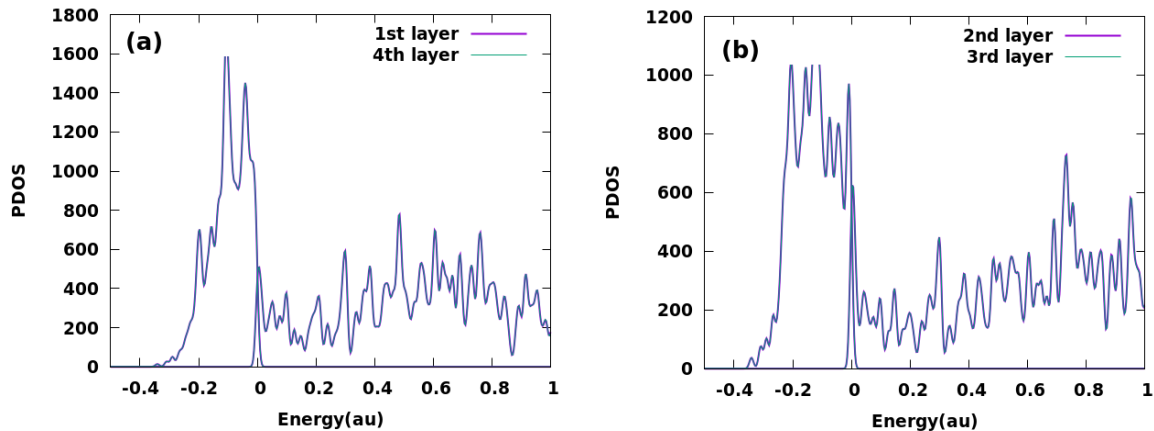 (a)
1st layer
4th layer
1800
1600
1400
1200
1000
800
600
400
200
0
PDOS
-0.4 -0.2 0 0.2 0.4 0.6 0.8 1
Energy(au)
(b)
2nd layer
3rd layer
1200
1000
800
600
400
200
0
PDOS
-0.4 -0.2 0 0.2 0.4 0.6 0.8 1
Energy(au)